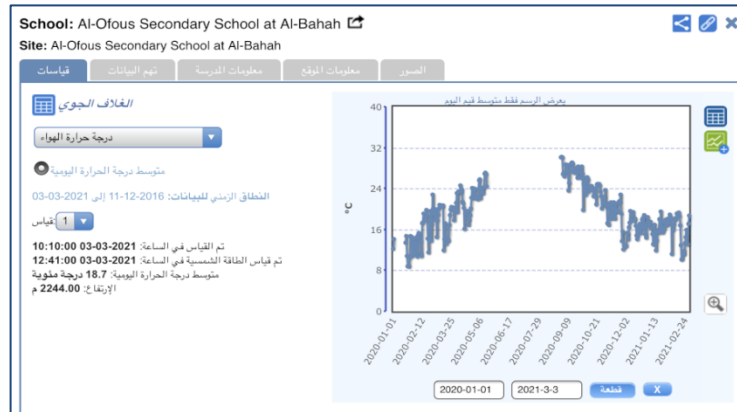 School: Al-Ofous Secondary School at Al-Bahah
Site: Al-Ofous Secondary School at Al-Bahah
قياسات
تهم البيانات
معلومات المدرسة
معلومات الموقع
الصور
الغلاف الجوي
درجة حرارة الهواء
متوسط درجة الحرارة اليومية
النطاق الزمني للبيانات: 2016-12-11 إلى 2021-03-03
1 قياس
تم القياس في الساعة: 2021-03-03 10:10:00
تم قياس الطاقة الشمسية في الساعة: 2021-03-03 12:41:00
متوسط درجة الحرارة اليومية: 18.7 درجة مئوية
الإرتفاع: 2244.00 م
يعرض الرسم فقط متوسط قيم اليوم
40
32
24
16
8
0
°C
2020-01-01
2020-02-12
2020-03-25
2020-05-06
2020-06-17
2020-07-29
2020-09-09
2020-10-21
2020-12-02
2021-01-13
2021-02-24
2020-01-01
2021-3-3
قطعة
X